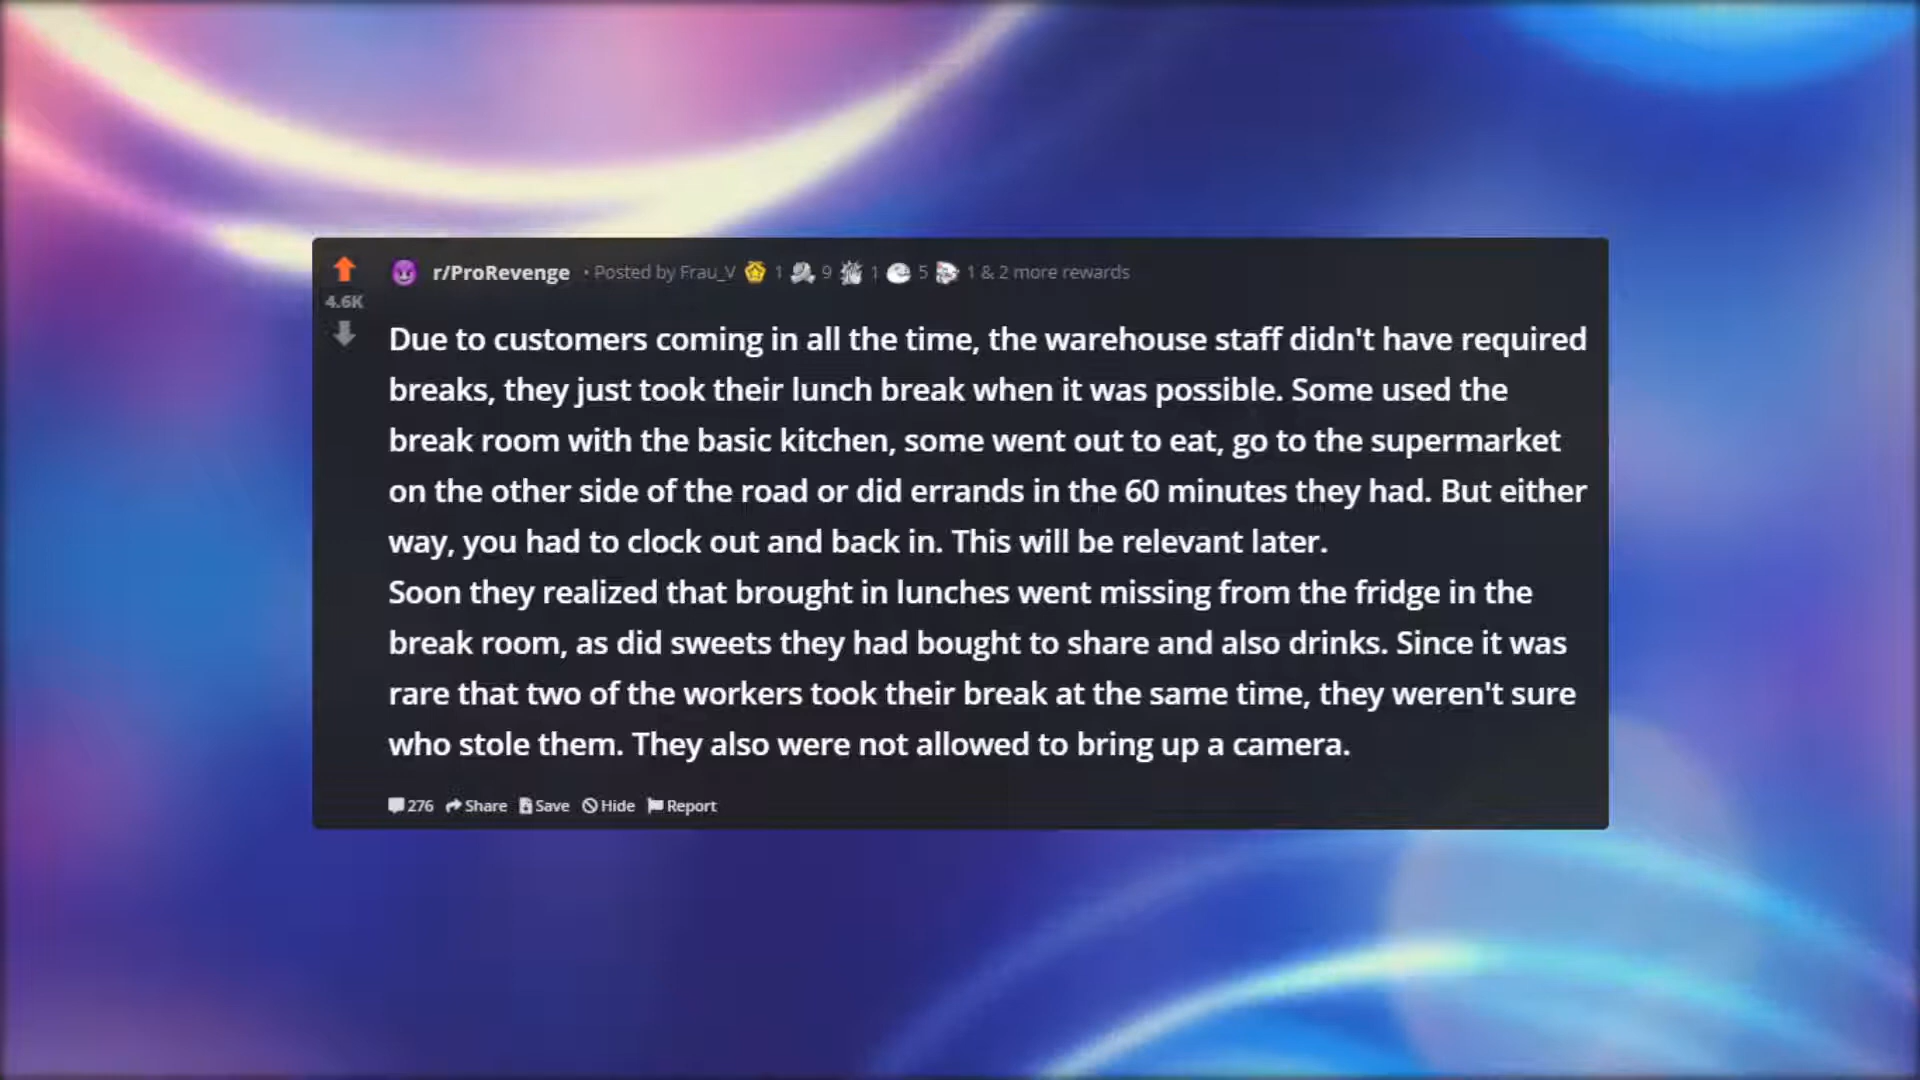 r/ProRevenge • Posted by Frau_V 1 9 1 5 1 & 2 more rewards
4.6K
Due to customers coming in all the time, the warehouse staff didn't have required
breaks, they just took their lunch break when it was possible. Some used the
break room with the basic kitchen, some went out to eat, go to the supermarket
on the other side of the road or did errands in the 60 minutes they had. But either
way, you had to clock out and back in. This will be relevant later.
Soon they realized that brought in lunches went missing from the fridge in the
break room, as did sweets they had bought to share and also drinks. Since it was
rare that two of the workers took their break at the same time, they weren't sure
who stole them. They also were not allowed to bring up a camera.
276 Share Save Hide Report